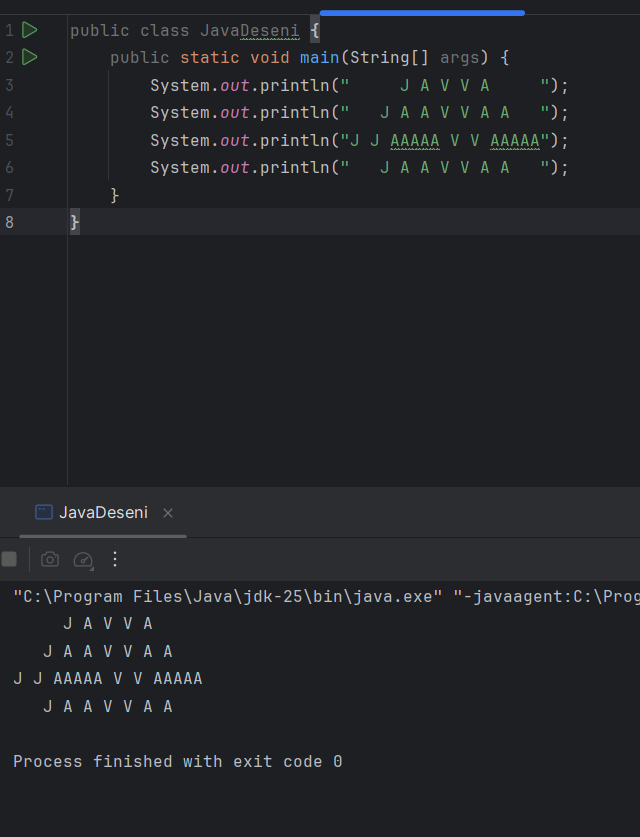 1 public class JavaDeseni {
2     public static void main(String[] args) {
3         System.out.println("     J A V V A     ");
4         System.out.println("   J A A V V A A   ");
5         System.out.println("J J AAAAA V V AAAAA");
6         System.out.println("   J A A V V A A   ");
7     }
8 }
JavaDeseni ×
"C:\Program Files\Java\jdk-25\bin\java.exe" "-javaagent:C:\Prog
     J A V V A
   J A A V V A A
J J AAAAA V V AAAAA
   J A A V V A A
Process finished with exit code 0